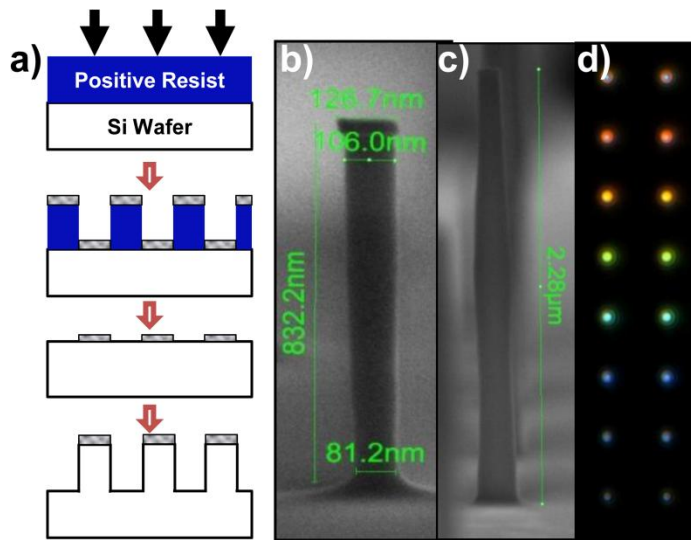 a)
Positive Resist
Si Wafer
b)
126.7nm
106.0nm
832.2nm
81.2nm
c)
2.28µm
d)